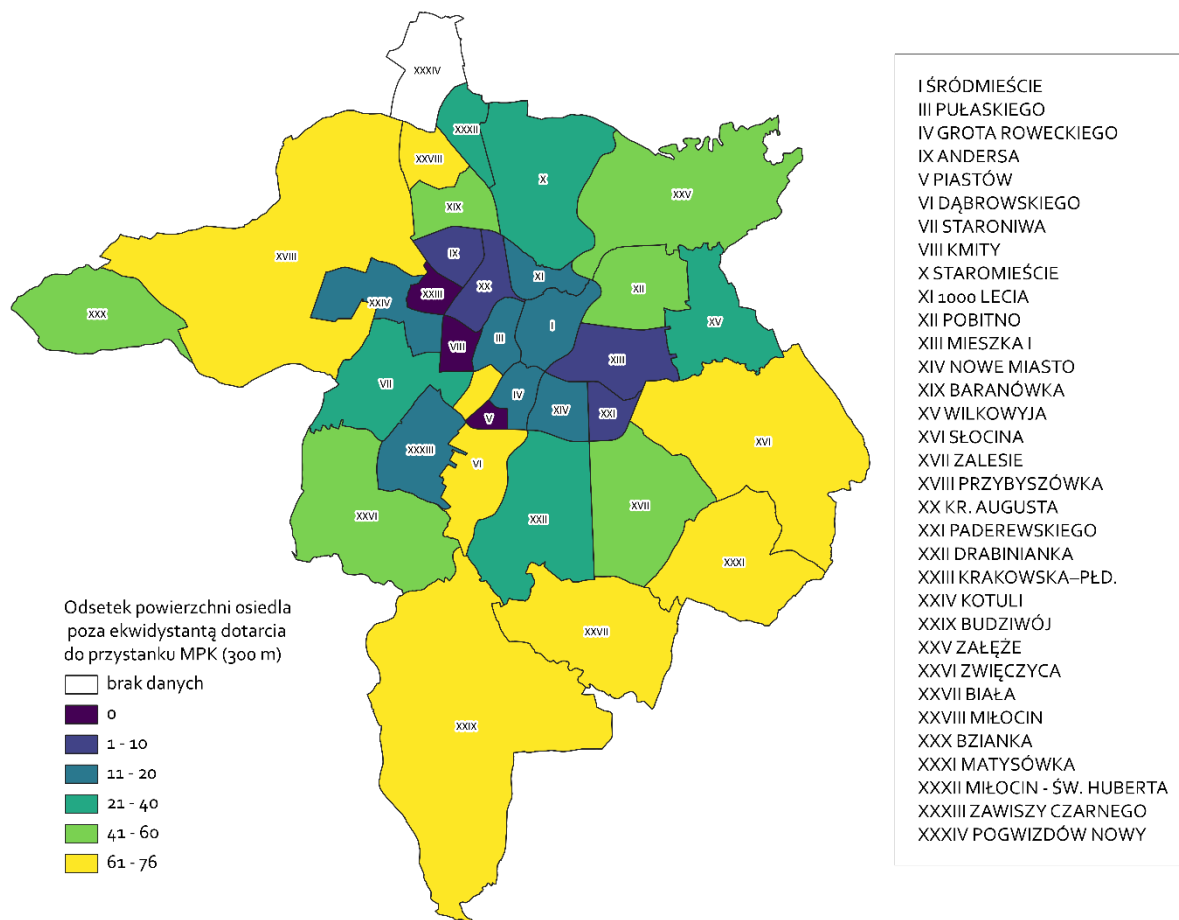 XXXIV
XXXII
XXVIII
X
XXV
XIX
XVIII
IX
XI
XX
XII
XXIII
XXIV
XXX
I
XV
III
VIII
XIII
VII
IV
XIV
XXI
V
XVI
XXXIII
VI
XXII
XVII
XXVI
XXXI
XXVII
XXIX
Odsetek powierzchni osiedla
poza ekwidystantą dotarcia
do przystanku MPK (300 m)
brak danych
0
1 - 10
11 - 20
21 - 40
41 - 60
61 - 76
I ŚRÓDMIEŚCIE
III PUŁASKIEGO
IV GROTA ROWECKIEGO
IX ANDERSA
V PIASTÓW
VI DĄBROWSKIEGO
VII STARONIWA
VIII KMITY
X STAROMIEŚCIE
XI 1000 LECIA
XII POBITNO
XIII MIESZKA I
XIV NOWE MIASTO
XIX BARANÓWKA
XV WILKOWYJA
XVI SŁOCINA
XVII ZALESIE
XVIII PRZYBYSZÓWKA
XX KR. AUGUSTA
XXI PADEREWSKIEGO
XXII DRABINIANKA
XXIII KRAKOWSKA–PŁD.
XXIV KOTULI
XXIX BUDZIWÓJ
XXV ZAŁĘŻE
XXVI ZWIĘCZYCA
XXVII BIAŁA
XXVIII MIŁOCIN
XXX BZIANKA
XXXI MATYSÓWKA
XXXII MIŁOCIN - ŚW. HUBERTA
XXXIII ZAWISZY CZARNEGO
XXXIV POGWIZDÓW NOWY